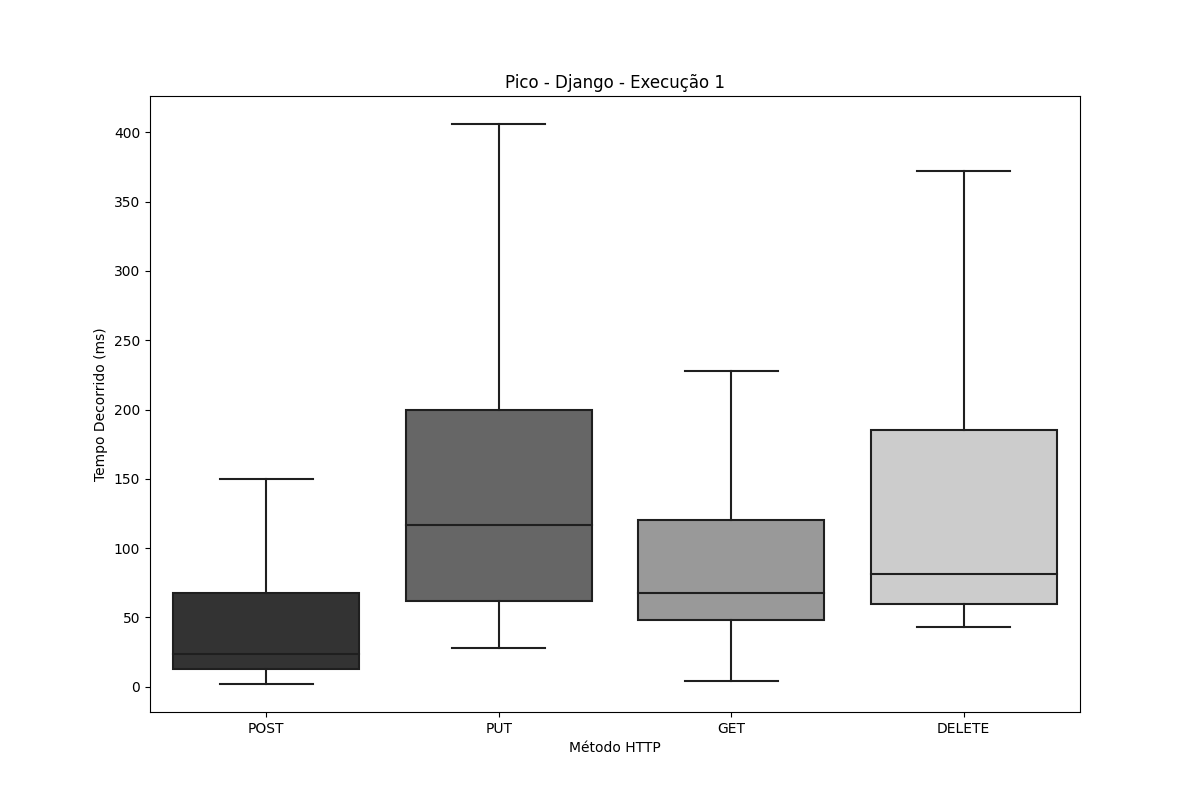 Pico - Django - Execução 1
Tempo Decorrido (ms)
400
350
300
250
200
150
100
50
0
POST PUT GET DELETE
Método HTTP